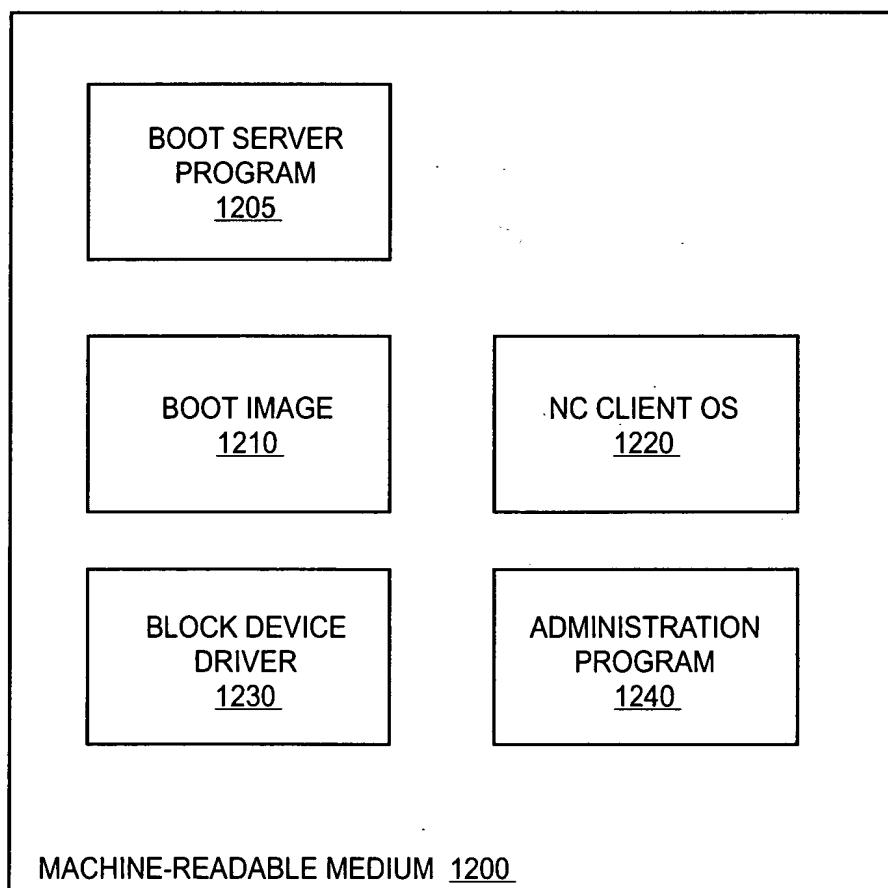 BOOT SERVER
PROGRAM
1205
BOOT IMAGE
1210
NC CLIENT OS
1220
BLOCK DEVICE
DRIVER
1230
ADMINISTRATION
PROGRAM
1240
MACHINE-READABLE MEDIUM 1200